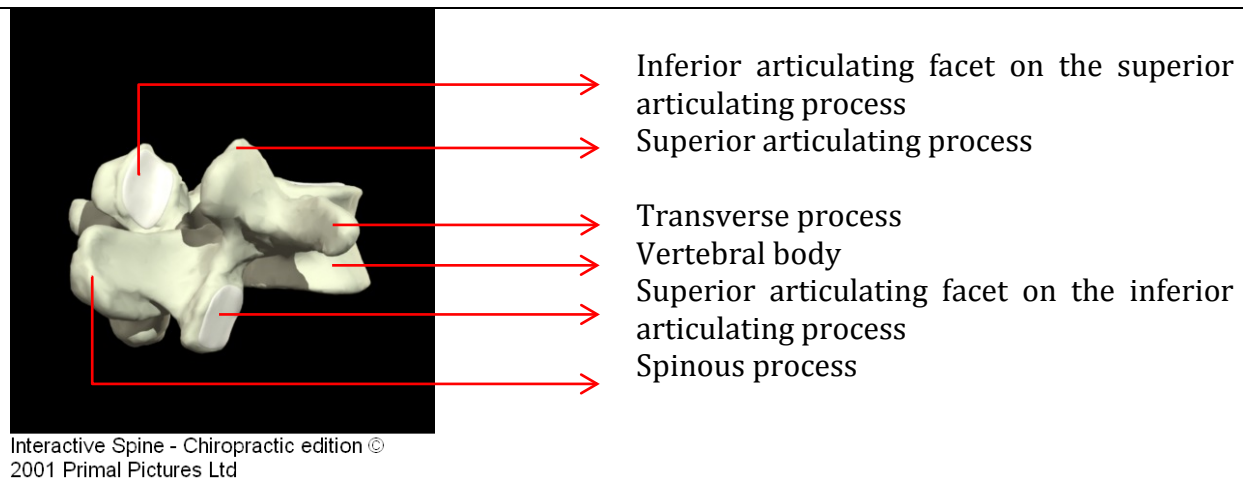 Inferior articulating facet on the superior
articulating process
Superior articulating process
Transverse process
Vertebral body
Superior articulating facet on the inferior
articulating process
Spinous process
Interactive Spine - Chiropractic edition ©
2001 Primal Pictures Ltd